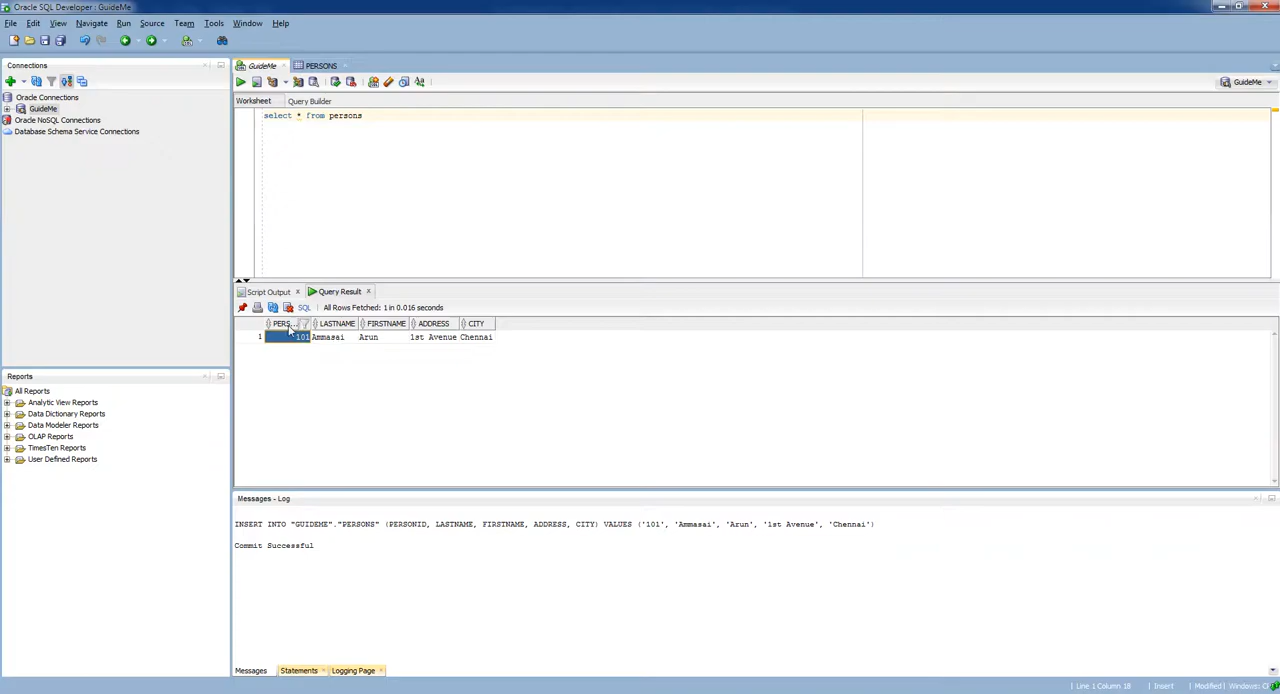 Oracle SQL Developer: GuideMe
File Edit View Navigate Run Source Team Tools Window Help
Connections
Oracle Connections
GuideMe
Oracle NoSQL Connections
Database Schema Service Connections
Reports
All Reports
Analytic View Reports
Data Dictionary Reports
Data Modeler Reports
OLAP Reports
TimesTen Reports
User Defined Reports
GuideMe PERSONS
GuideMe
Worksheet Query Builder
select * from persons
Script Output Query Result
SQL All Rows Fetched: 1 in 0.016 seconds
PERS... LASTNAME FIRSTNAME ADDRESS CITY
1 101 Ammasai Arun 1st Avenue Chennai
Messages - Log
INSERT INTO "GUIDEME"."PERSONS" (PERSONID, LASTNAME, FIRSTNAME, ADDRESS, CITY) VALUES ('101', 'Ammasai', 'Arun', '1st Avenue', 'Chennai')
Commit Successful
Messages Statements Logging Page
Line 1 Column 18 Insert Modified Windows: